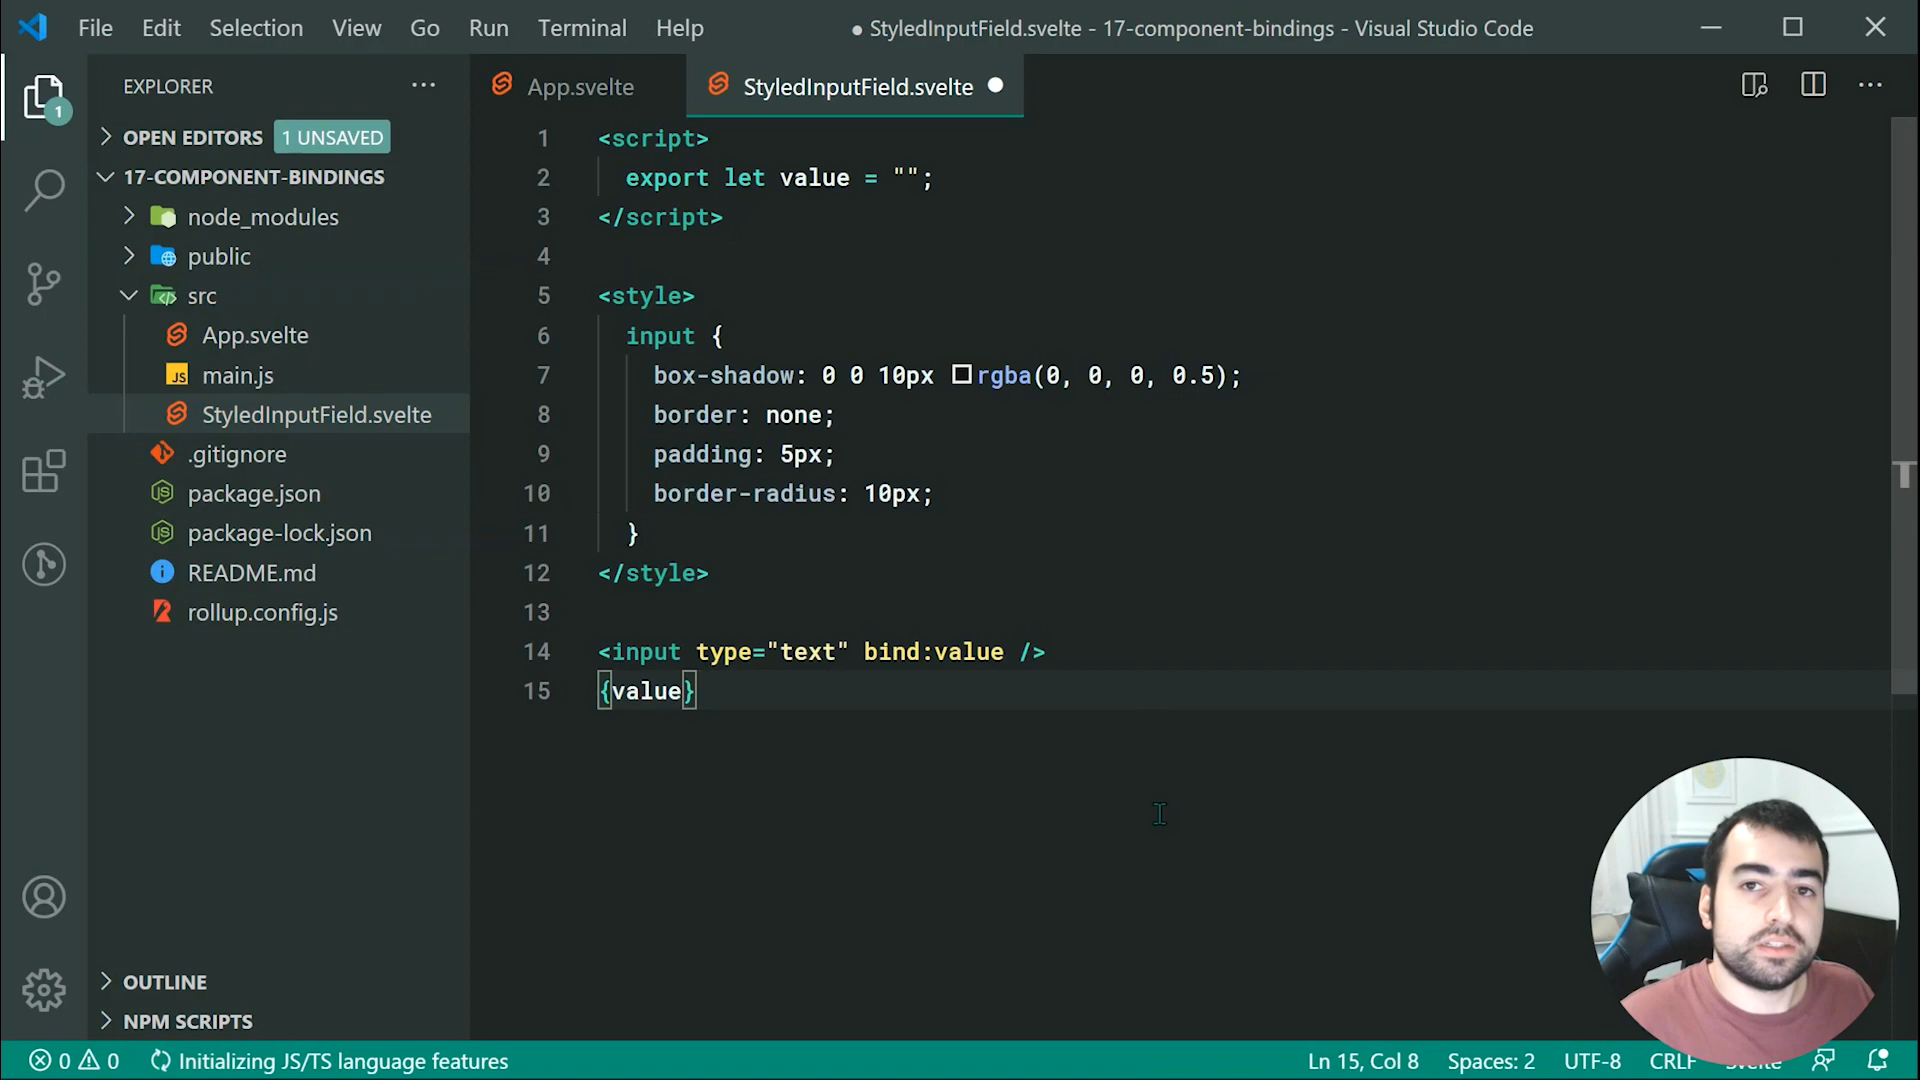 File Edit Selection View Go Run Terminal Help
● StyledInputField.svelte - 17-component-bindings - Visual Studio Code
1
EXPLORER
OPEN EDITORS 1 UNSAVED
17-COMPONENT-BINDINGS
node_modules
public
src
App.svelte
JS main.js
StyledInputField.svelte
.gitignore
package.json
package-lock.json
README.md
rollup.config.js
OUTLINE
NPM SCRIPTS
App.svelte
StyledInputField.svelte
1 <script>
2 export let value = "";
3 </script>
4
5 <style>
6 input {
7 box-shadow: 0 0 10px rgba(0, 0, 0, 0.5);
8 border: none;
9 padding: 5px;
10 border-radius: 10px;
11 }
12 </style>
13
14 <input type="text" bind:value />
15 {value}
0 0 Initializing JS/TS language features
Ln 15, Col 8 Spaces: 2 UTF-8 CRLF Svelte